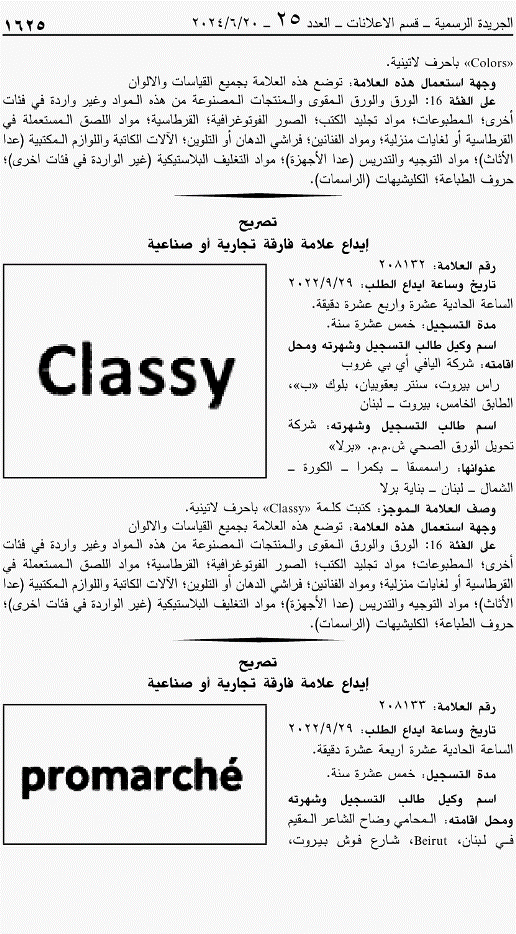 الجريدة الرسمية ــ قسم الاعلانات ــ العدد ٢٥ ــ ٢٠٢٤/٦/٢٠
١٦٢٥
«Colors» باحرف لاتينية.
وجهة استعمال هذه العلامة: توضع هذه العلامة بجميع القياسات والالوان
على الفئة 16: الورق والورق المقوى والمنتجات المصنوعة من هذه المواد وغير واردة في فئات
أخرى؛ المطبوعات؛ مواد تجليد الكتب؛ الصور الفوتوغرافية؛ القرطاسية؛ مواد اللصق المستعملة في
القرطاسية أو لغايات منزلية؛ ومواد الفنانين؛ فراشي الدهان أو التلوين؛ الآلات الكاتبة واللوازم المكتبية (عدا
الأثاث)؛ مواد التوجيه والتدريس (عدا الأجهزة)؛ مواد التغليف البلاستيكية (غير الواردة في فئات اخرى)؛
حروف الطباعة؛ الكليشيهات (الراسمات).
تصريح
إيداع علامة فارقة تجارية أو صناعية
رقم العلامة: ٢٠٨١٣٢
تاريخ وساعة ايداع الطلب: ٢٠٢٢/٩/٢٩
الساعة الحادية عشرة واربع عشرة دقيقة.
مدة التسجيل: خمس عشرة سنة.
اسم وكيل طالب التسجيل وشهرته ومحل
اقامته: شركة اليافي أي بي غروب
راس بيروت، سنتر يعقوبيان، بلوك «ب»،
الطابق الخامس، بيروت ــ لبنان
اسم طالب التسجيل وشهرته: شركة
تحويل الورق الصحي ش.م.م. «برلا»
عنوانها: راسمسقا ــ بكمرا ــ الكورة ــ
الشمال ــ لبنان ــ بناية برلا
Classy
وصف العلامة الموجز: كتبت كلمة «Classy» باحرف لاتينية.
وجهة استعمال هذه العلامة: توضع هذه العلامة بجميع القياسات والالوان
على الفئة 16: الورق والورق المقوى والمنتجات المصنوعة من هذه المواد وغير واردة في فئات
أخرى؛ المطبوعات؛ مواد تجليد الكتب؛ الصور الفوتوغرافية؛ القرطاسية؛ مواد اللصق المستعملة في
القرطاسية أو لغايات منزلية؛ ومواد الفنانين؛ فراشي الدهان أو التلوين؛ الآلات الكاتبة واللوازم المكتبية (عدا
الأثاث)؛ مواد التوجيه والتدريس (عدا الأجهزة)؛ مواد التغليف البلاستيكية (غير الواردة في فئات اخرى)؛
حروف الطباعة؛ الكليشيهات (الراسمات).
تصريح
إيداع علامة فارقة تجارية أو صناعية
رقم العلامة: ٢٠٨١٣٣
تاريخ وساعة ايداع الطلب: ٢٠٢٢/٩/٢٩
الساعة الحادية عشرة اربعة عشرة دقيقة.
مدة التسجيل: خمس عشرة سنة.
اسم وكيل طالب التسجيل وشهرته
ومحل اقامته: المحامي وضاح الشاعر المقيم
في لبنان، Beirut، شارع فوش بيروت،
promarché